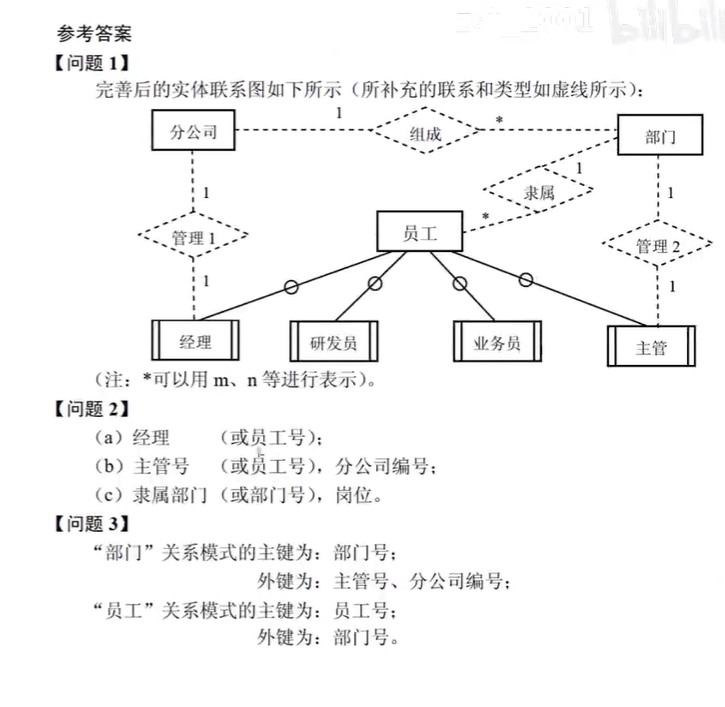 bilibili
参考答案
【问题 1】
完善后的实体联系图如下所示（所补充的联系和类型如虚线所示）：
分公司
1
组成
*
部门
1
管理 1
1
员工
*
隶属
1
1
管理 2
1
经理
研发员
业务员
主管
（注：*可以用 m、n 等进行表示）。
【问题 2】
（a）经理 （或员工号）；
（b）主管号 （或员工号），分公司编号；
（c）隶属部门（或部门号），岗位。
【问题 3】
“部门”关系模式的主键为：部门号；
外键为：主管号、分公司编号；
“员工”关系模式的主键为：员工号；
外键为：部门号。